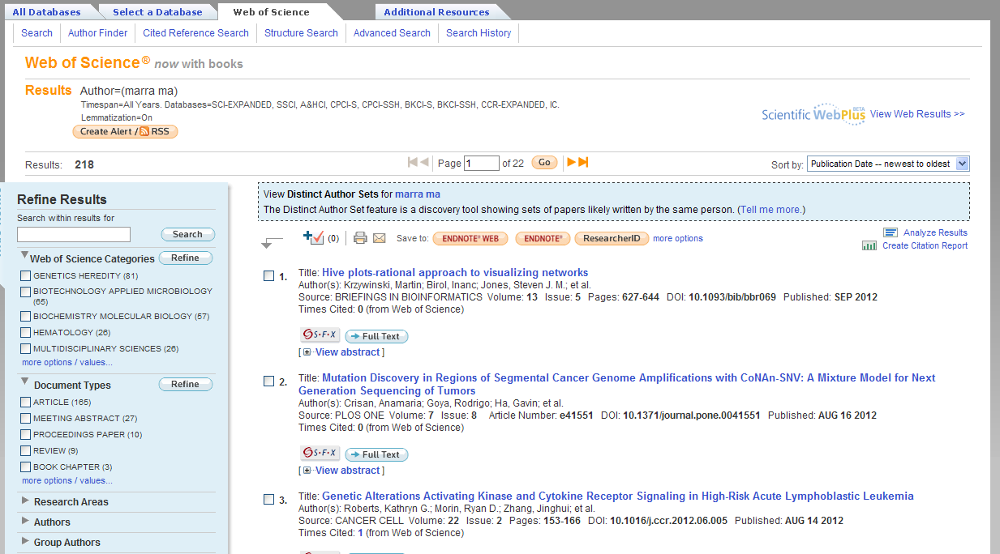 All Databases Select a Database Web of Science Additional Resources
Search Author Finder Cited Reference Search Structure Search Advanced Search Search History
Web of Science® now with books
Results Author=(marra ma)
Timespan=All Years. Databases=SCI-EXPANDED, SSCI, A&HCI, CPCI-S, CPCI-SSH, BKCI-S, BKCI-SSH, CCR-EXPANDED, IC.
Lemmatization=On
Create Alert / RSS
Scientific WebPlus BETA View Web Results >>
Results: 218
Page 1 of 22 Go
Sort by: Publication Date -- newest to oldest
Refine Results
Search within results for
Search
Web of Science Categories Refine
GENETICS HEREDITY (81)
BIOTECHNOLOGY APPLIED MICROBIOLOGY
(65)
BIOCHEMISTRY MOLECULAR BIOLOGY (57)
HEMATOLOGY (26)
MULTIDISCIPLINARY SCIENCES (26)
more options / values...
Document Types Refine
ARTICLE (165)
MEETING ABSTRACT (27)
PROCEEDINGS PAPER (10)
REVIEW (9)
BOOK CHAPTER (3)
more options / values...
Research Areas
Authors
Group Authors
View Distinct Author Sets for marra ma
The Distinct Author Set feature is a discovery tool showing sets of papers likely written by the same person. (Tell me more.)
(0) Save to: ENDNOTE® WEB ENDNOTE® ResearcherID more options
Analyze Results
Create Citation Report
1. Title: Hive plots-rational approach to visualizing networks
Author(s): Krzywinski, Martin; Birol, Inanc; Jones, Steven J. M.; et al.
Source: BRIEFINGS IN BIOINFORMATICS Volume: 13 Issue: 5 Pages: 627-644 DOI: 10.1093/bib/bbr069 Published: SEP 2012
Times Cited: 0 (from Web of Science)
S·F·X Full Text
[ View abstract ]
2. Title: Mutation Discovery in Regions of Segmental Cancer Genome Amplifications with CoNAn-SNV: A Mixture Model for Next
Generation Sequencing of Tumors
Author(s): Crisan, Anamaria; Goya, Rodrigo; Ha, Gavin; et al.
Source: PLOS ONE Volume: 7 Issue: 8 Article Number: e41551 DOI: 10.1371/journal.pone.0041551 Published: AUG 16 2012
Times Cited: 0 (from Web of Science)
S·F·X Full Text
[ View abstract ]
3. Title: Genetic Alterations Activating Kinase and Cytokine Receptor Signaling in High-Risk Acute Lymphoblastic Leukemia
Author(s): Roberts, Kathryn G.; Morin, Ryan D.; Zhang, Jinghui; et al.
Source: CANCER CELL Volume: 22 Issue: 2 Pages: 153-166 DOI: 10.1016/j.ccr.2012.06.005 Published: AUG 14 2012
Times Cited: 1 (from Web of Science)